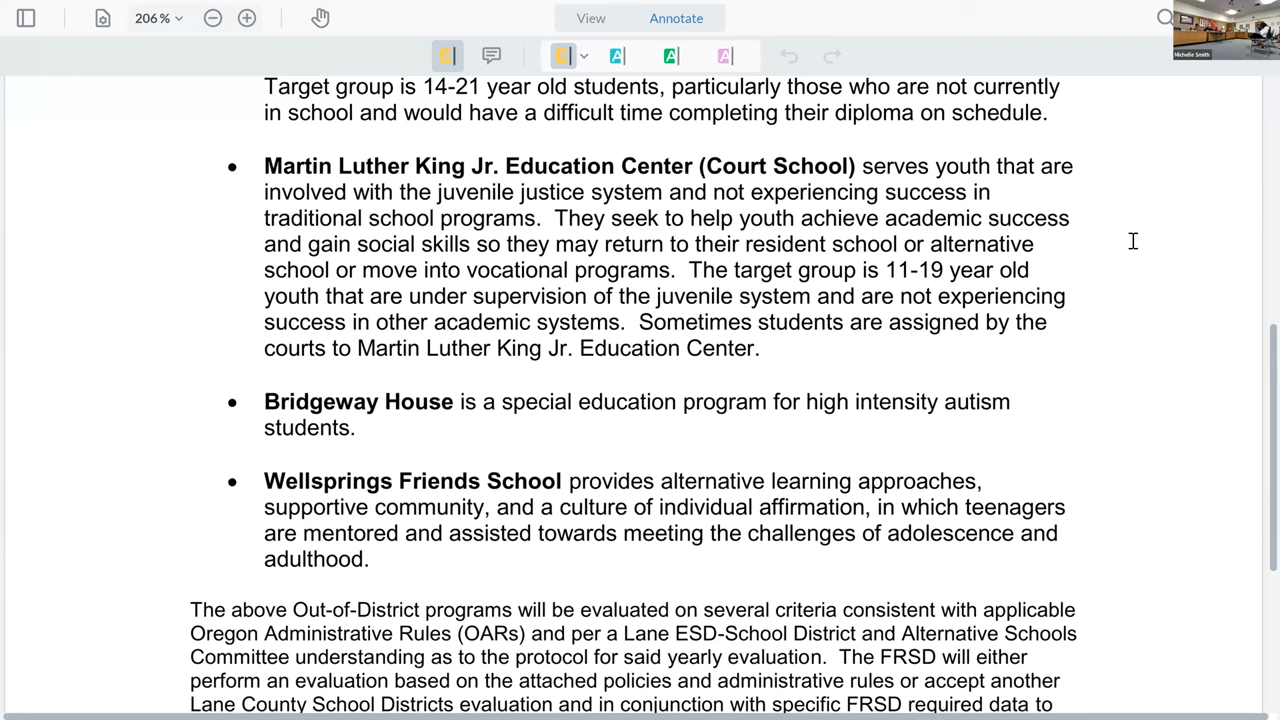 206 %
View
Annotate
Michelle Smith
Target group is 14-21 year old students, particularly those who are not currently
in school and would have a difficult time completing their diploma on schedule.
• Martin Luther King Jr. Education Center (Court School) serves youth that are
involved with the juvenile justice system and not experiencing success in
traditional school programs. They seek to help youth achieve academic success
and gain social skills so they may return to their resident school or alternative
school or move into vocational programs. The target group is 11-19 year old
youth that are under supervision of the juvenile system and are not experiencing
success in other academic systems. Sometimes students are assigned by the
courts to Martin Luther King Jr. Education Center.
• Bridgeway House is a special education program for high intensity autism
students.
• Wellsprings Friends School provides alternative learning approaches,
supportive community, and a culture of individual affirmation, in which teenagers
are mentored and assisted towards meeting the challenges of adolescence and
adulthood.
The above Out-of-District programs will be evaluated on several criteria consistent with applicable
Oregon Administrative Rules (OARs) and per a Lane ESD-School District and Alternative Schools
Committee understanding as to the protocol for said yearly evaluation. The FRSD will either
perform an evaluation based on the attached policies and administrative rules or accept another
Lane County School Districts evaluation and in conjunction with specific FRSD required data to